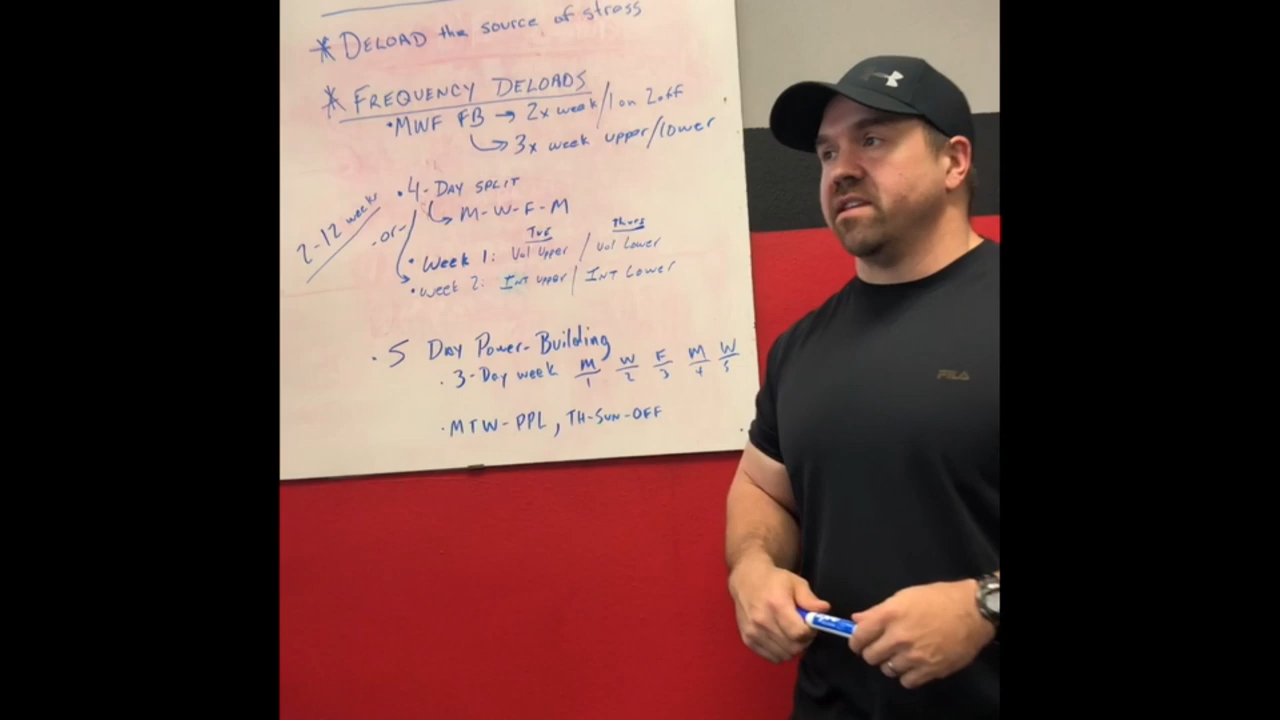 * DELOAD the source of stress
* FREQUENCY DELOADS
• MWF FB → 2x week/1 on 2 off
↳ 3x week upper/lower
• 4-DAY SPLIT
↳ M-W-F-M
2-12 weeks
-or-
Tue Thurs
• Week 1: Vol Upper / Vol Lower
• Week 2: INT upper / INT Lower
• 5 Day Power-Building
• 3-Day week M W F M W
1 2 3 4 5
• MTW-PPL, TH-SUN-OFF
FILA